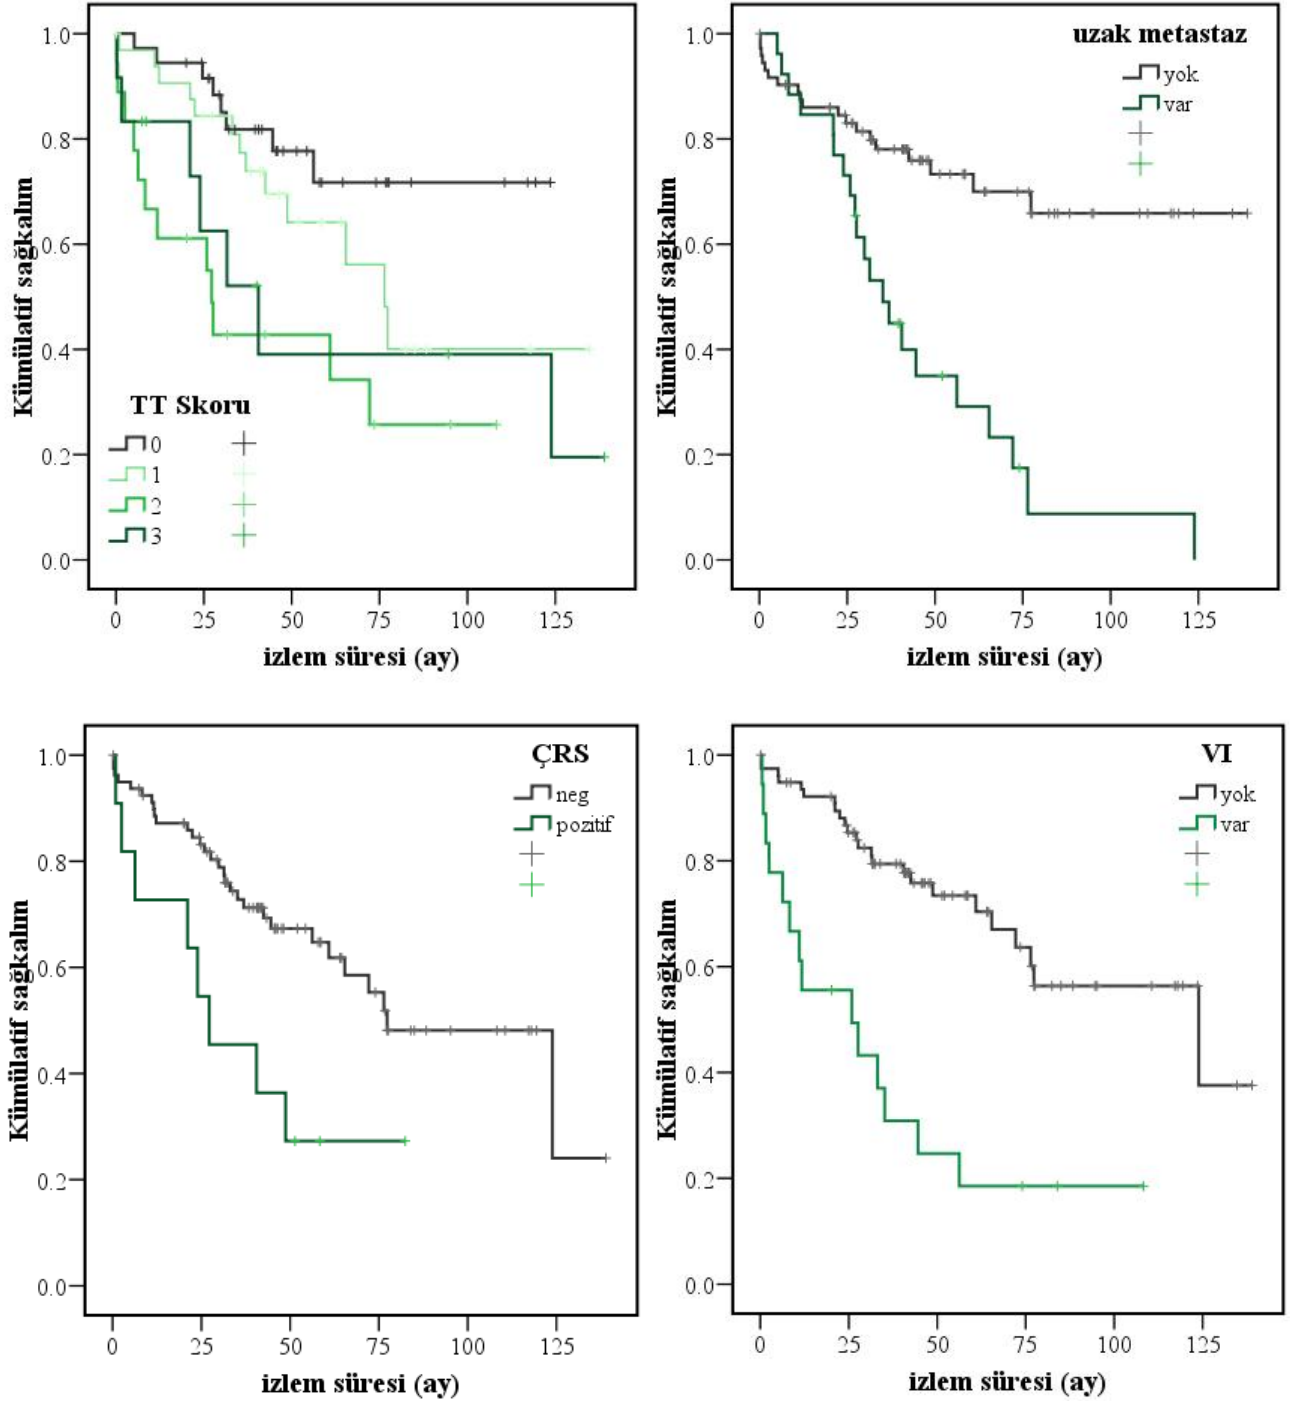 Kümülatif sağkalım
1.0
0.8
0.6
0.4
0.2
0.0
TT Skoru
0
1
2
3
0 25 50 75 100 125
izlem süresi (ay)
Kümülatif sağkalım
1.0
0.8
0.6
0.4
0.2
0.0
uzak metastaz
yok
var
0 25 50 75 100 125
izlem süresi (ay)
Kümülatif sağkalım
1.0
0.8
0.6
0.4
0.2
0.0
ÇRS
neg
pozitif
0 25 50 75 100 125
izlem süresi (ay)
Kümülatif sağkalım
1.0
0.8
0.6
0.4
0.2
0.0
VI
yok
var
0 25 50 75 100 125
izlem süresi (ay)